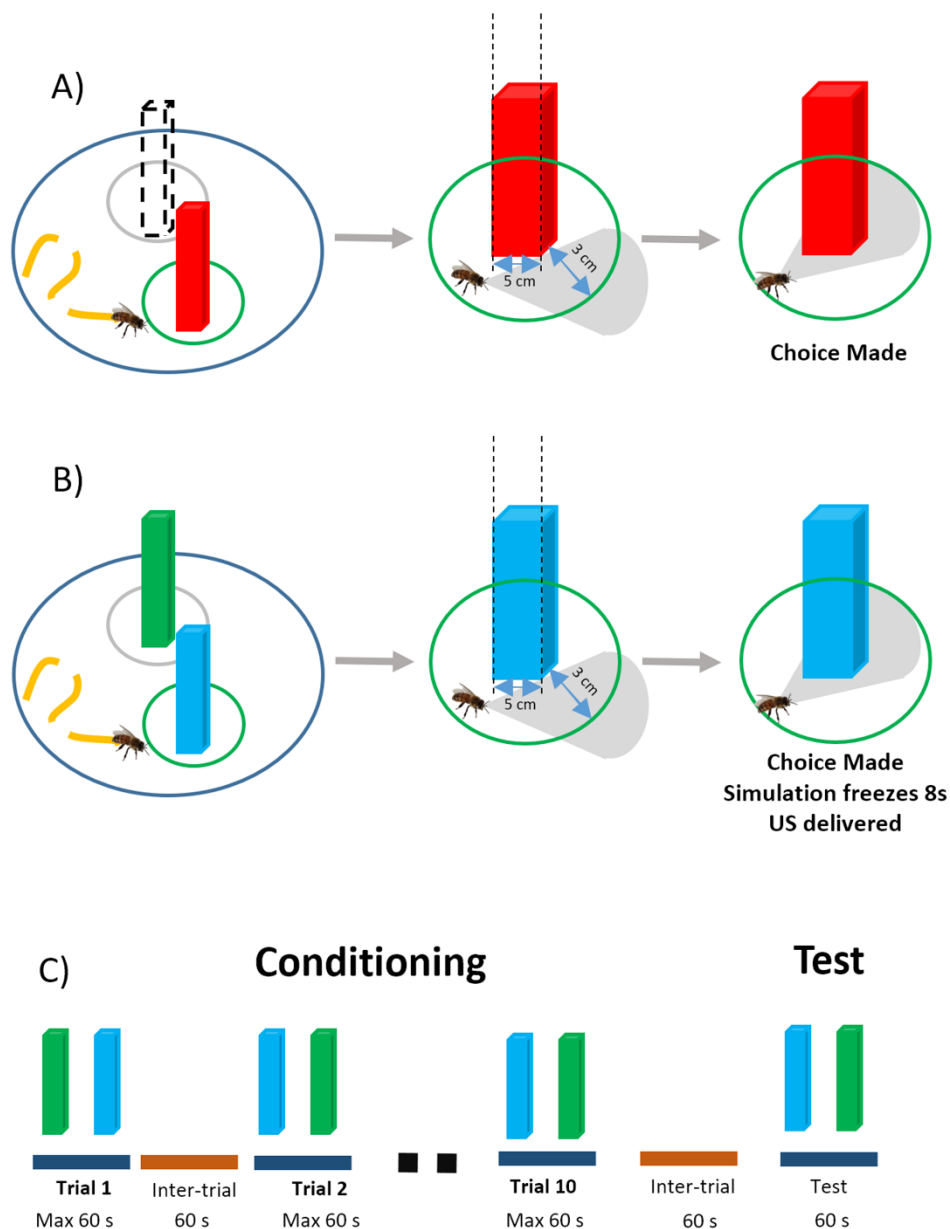 A)
3 cm
5 cm
Choice Made
B)
3 cm
5 cm
Choice Made
Simulation freezes 8s
US delivered
C)
Conditioning
Test
Trial 1
Inter-trial
Trial 2
Trial 10
Inter-trial
Test
Max 60 s
60 s
Max 60 s
Max 60 s
60 s
60 s